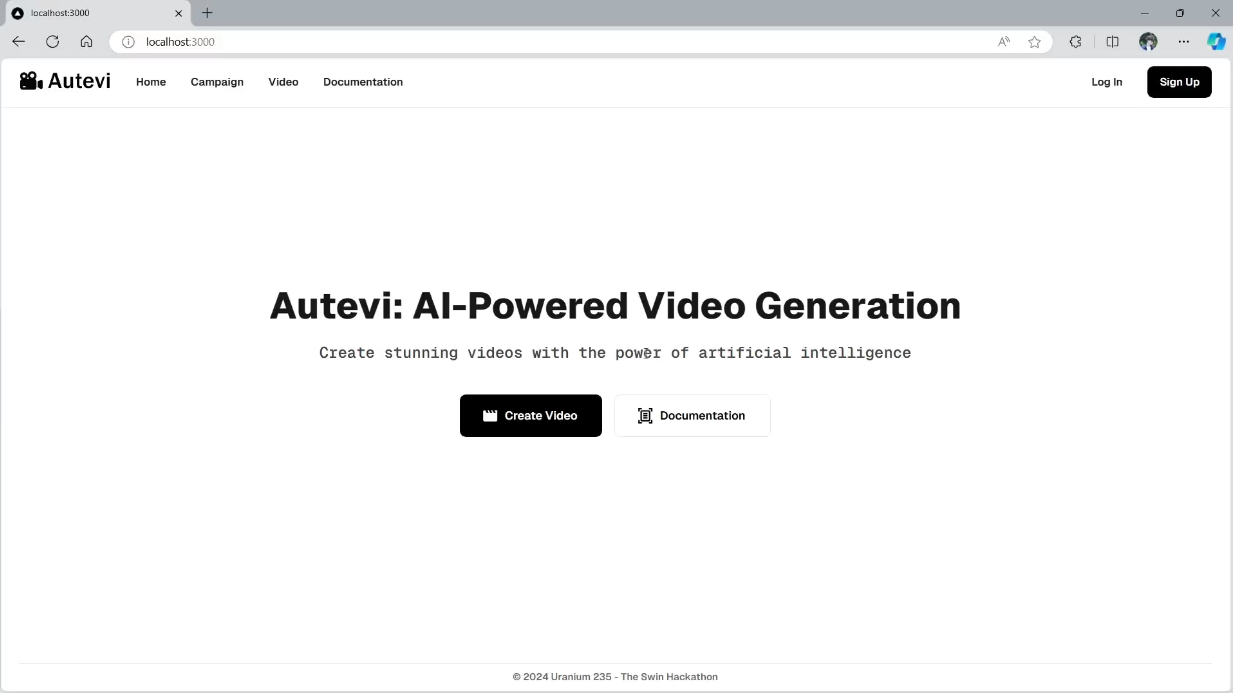 localhost:3000
localhost:3000
Autevi Home Campaign Video Documentation Log In Sign Up
Autevi: AI-Powered Video Generation
Create stunning videos with the power of artificial intelligence
Create Video Documentation
© 2024 Uranium 235 - The Swin Hackathon